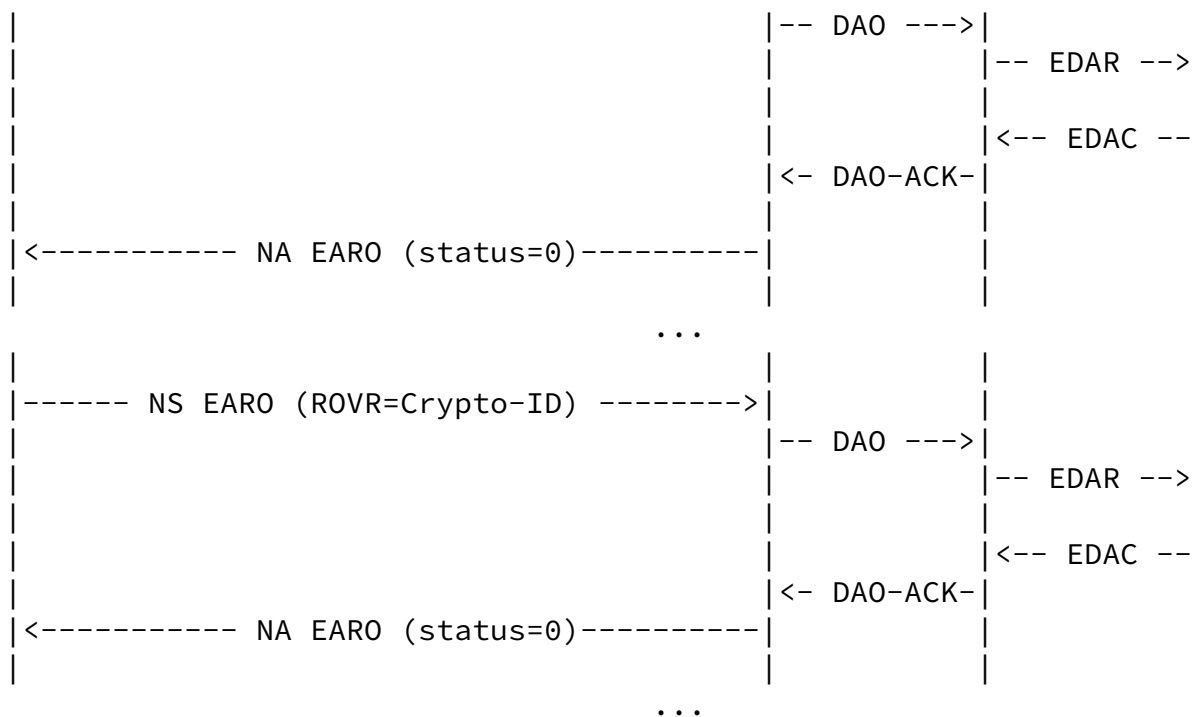 |                                         |-- DAO --->|
|                                         |           |-- EDAR -->
|                                         |           |
|                                         |           |<-- EDAC --
|                                         |<- DAO-ACK-|
|                                         |           |
|<----------- NA EARO (status=0)----------|           |
|                                         |           |
                                   ...
|                                         |           |
|------ NS EARO (ROVR=Crypto-ID) -------->|           |
|                                         |-- DAO --->|
|                                         |           |-- EDAR -->
|                                         |           |
|                                         |           |<-- EDAC --
|                                         |<- DAO-ACK-|
|<----------- NA EARO (status=0)----------|           |
|                                         |           |
                                   ...